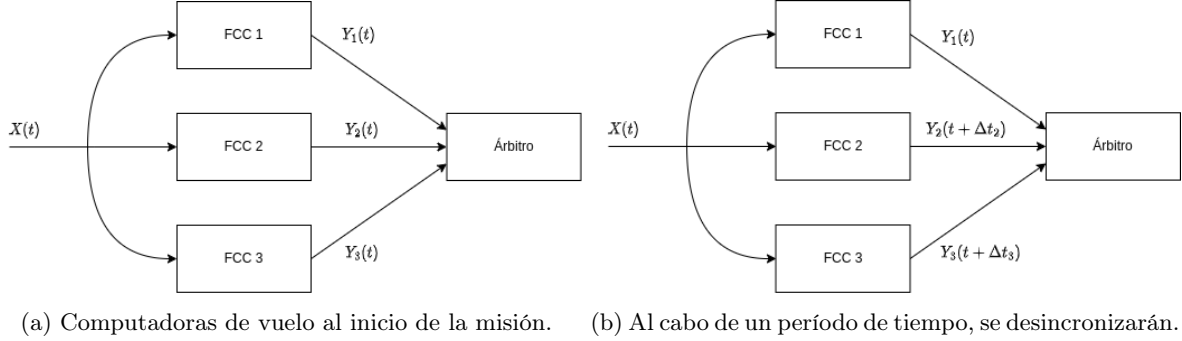 FCC 1
Y₁(t)
X(t)
FCC 2
Y₂(t)
Árbitro
FCC 3
Y₃(t)
(a) Computadoras de vuelo al inicio de la misión.
FCC 1
Y₁(t)
X(t)
FCC 2
Y₂(t + Δt₂)
Árbitro
FCC 3
Y₃(t + Δt₃)
(b) Al cabo de un período de tiempo, se desincronizarán.